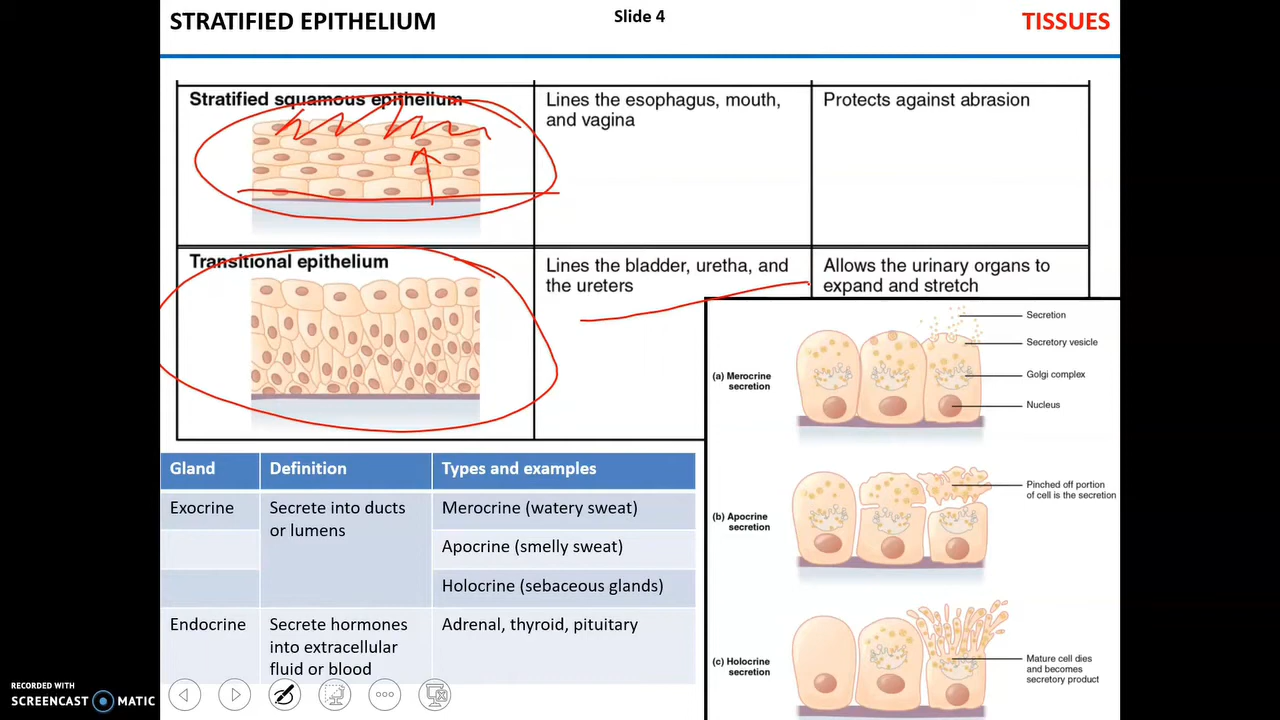 STRATIFIED EPITHELIUM
Slide 4
TISSUES
Stratified squamous epithelium
Lines the esophagus, mouth,
and vagina
Protects against abrasion
Transitional epithelium
Lines the bladder, uretha, and
the ureters
Allows the urinary organs to
expand and stretch
Secretion
Secretory vesicle
(a) Merocrine
secretion
Golgi complex
Nucleus
Pinched off portion
of cell is the secretion
(b) Apocrine
secretion
(c) Holocrine
secretion
Mature cell dies
and becomes
secretory product
Gland
Definition
Types and examples
Exocrine
Secrete into ducts
or lumens
Merocrine (watery sweat)
Apocrine (smelly sweat)
Holocrine (sebaceous glands)
Endocrine
Secrete hormones
into extracellular
fluid or blood
Adrenal, thyroid, pituitary
RECORDED WITH
SCREENCAST MATIC